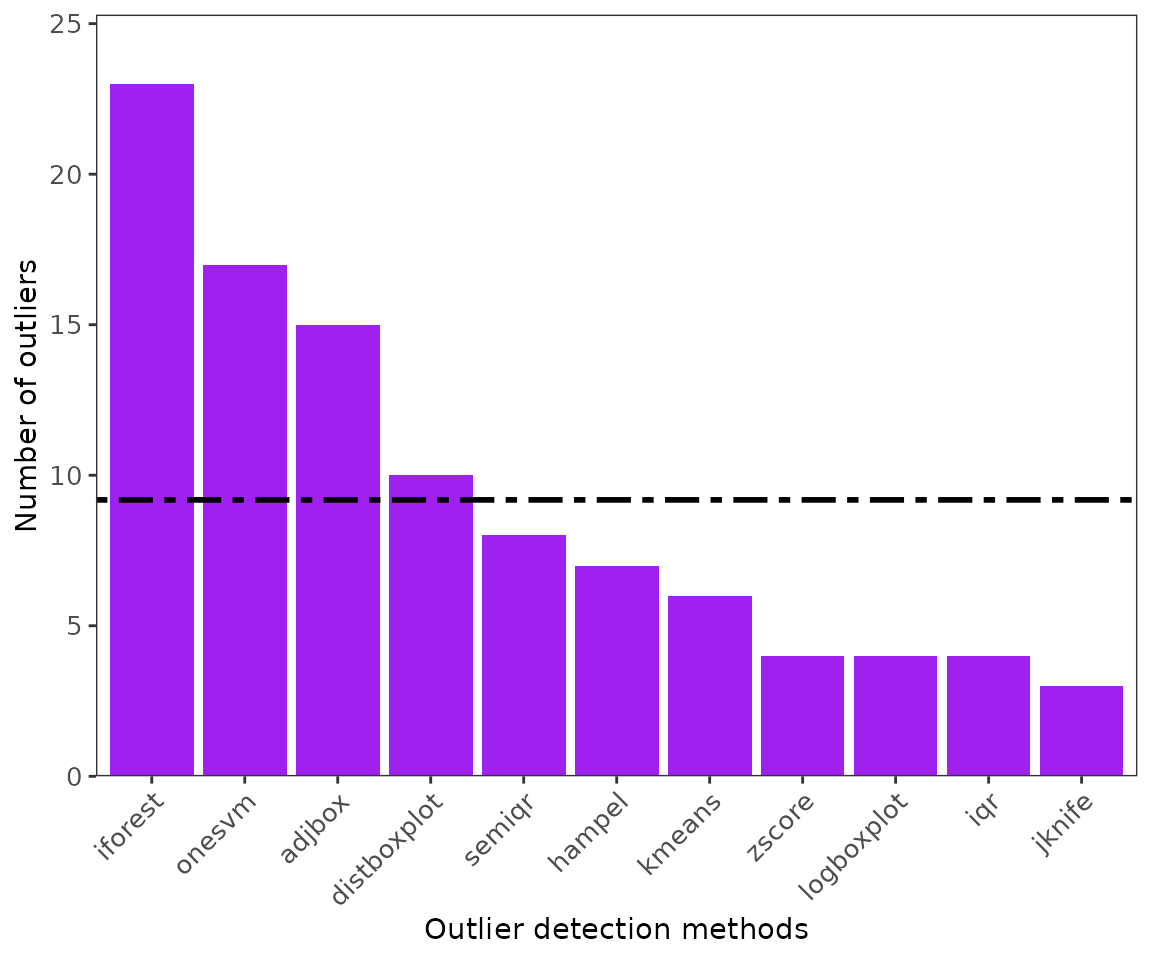 25
20
15
10
5
0
Number of outliers
iforest
onesvm
adjbox
distboxplot
semiqr
hampel
kmeans
zscore
logboxplot
iqr
jknife
Outlier detection methods